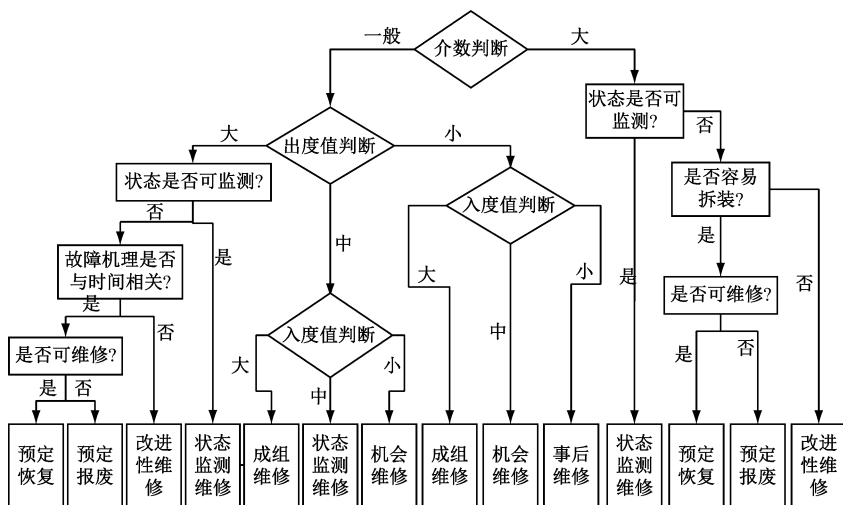 介数判断
一般
大
状态是否可
监测?
出度值判断
大
小
否
状态是否可监测?
入度值判断
是否容易
拆装?
否
中
是
是
故障机理是否
与时间相关?
大
小
是
否
是否可维修?
是
中
否
入度值判断
是否可维修?
大
中
小
是
否
是
否
预定
恢复
预定
报废
改进
性维
修
状态
监测
维修
成组
维修
状态
监测
维修
机会
维修
成组
维修
机会
维修
事后
维修
状态
监测
维修
预定
恢复
预定
报废
改进
性维
修